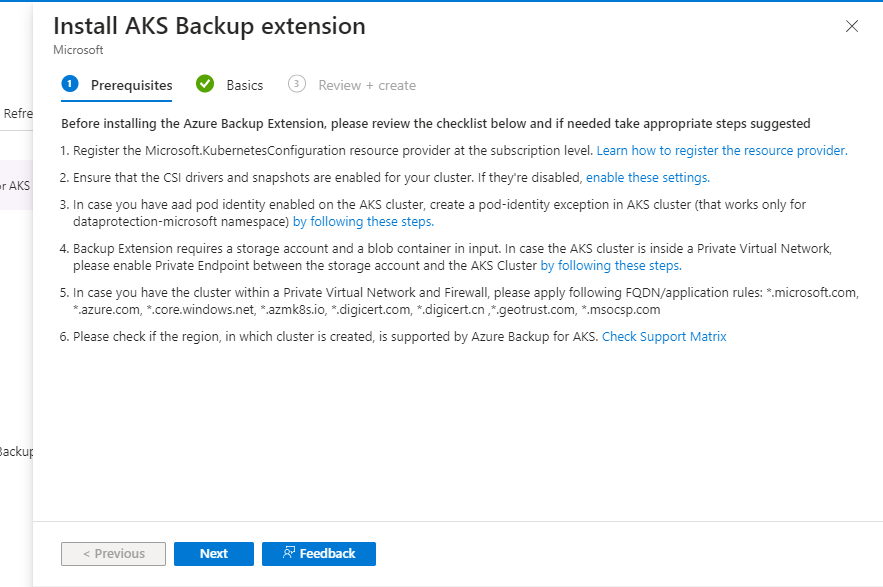 Install AKS Backup extension
Microsoft
1 Prerequisites Basics 3 Review + create
Refre
Before installing the Azure Backup Extension, please review the checklist below and if needed take appropriate steps suggested
1. Register the Microsoft.KubernetesConfiguration resource provider at the subscription level. Learn how to register the resource provider.
2. Ensure that the CSI drivers and snapshots are enabled for your cluster. If they're disabled, enable these settings.
or AKS
3. In case you have aad pod identity enabled on the AKS cluster, create a pod-identity exception in AKS cluster (that works only for
dataprotection-microsoft namespace) by following these steps.
4. Backup Extension requires a storage account and a blob container in input. In case the AKS cluster is inside a Private Virtual Network,
please enable Private Endpoint between the storage account and the AKS Cluster by following these steps.
5. In case you have the cluster within a Private Virtual Network and Firewall, please apply following FQDN/application rules: *.microsoft.com,
*.azure.com, *.core.windows.net, *.azmk8s.io, *.digicert.com, *.digicert.cn ,*.geotrust.com, *.msocsp.com
6. Please check if the region, in which cluster is created, is supported by Azure Backup for AKS. Check Support Matrix
Backup
< Previous Next Feedback